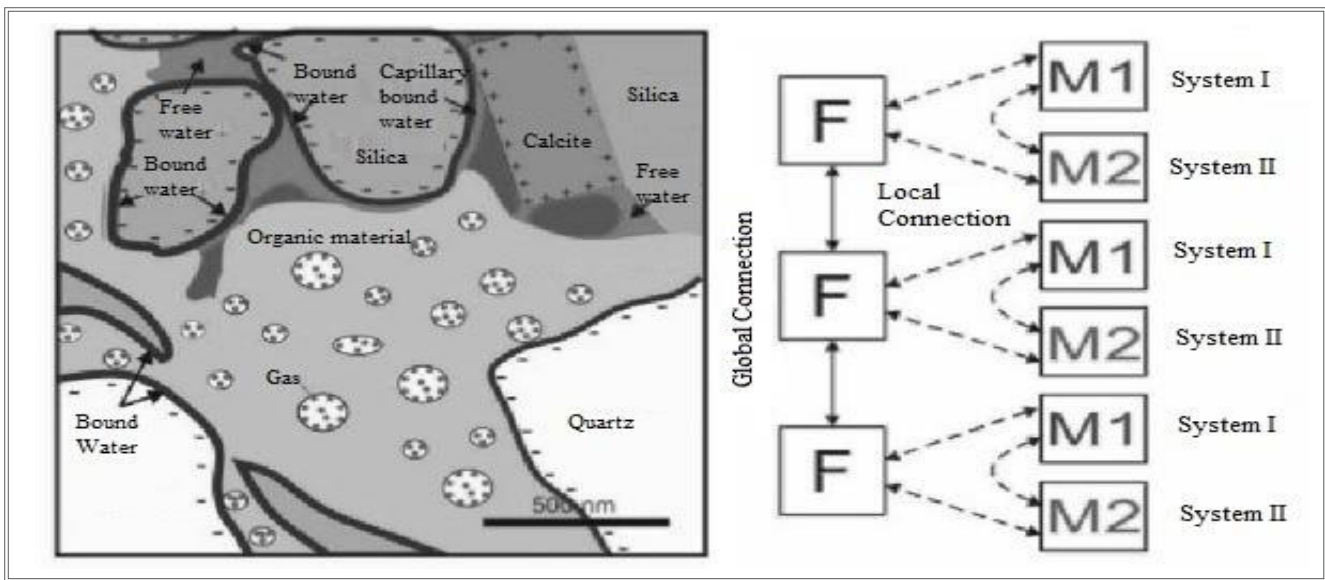 Free
water
Bound
water
Capillary
bound
water
Silica
Silica
Calcite
Bound
water
Free
water
Organic material
Gas
Bound
Water
Quartz
500 nm
Global Connection
F
F
F
Local
Connection
M1
System I
M2
System II
M1
System I
M2
System II
M1
System I
M2
System II